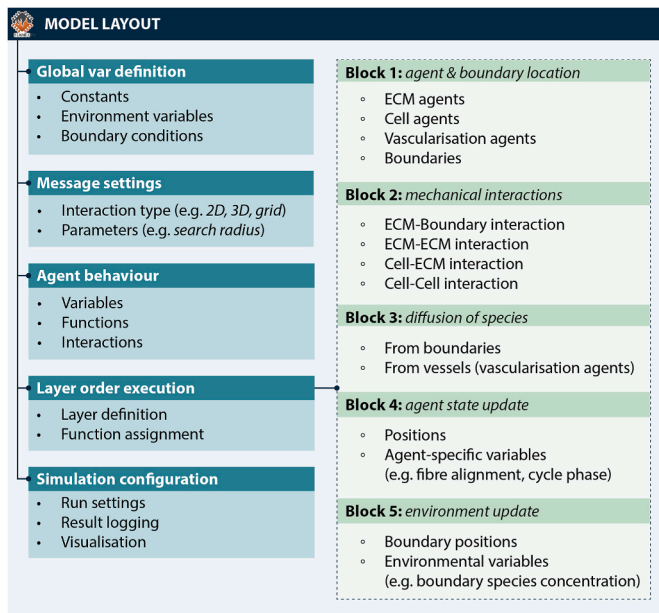 MODEL LAYOUT
Global var definition
• Constants
• Environment variables
• Boundary conditions
Message settings
• Interaction type (e.g. 2D, 3D, grid)
• Parameters (e.g. search radius)
Agent behaviour
• Variables
• Functions
• Interactions
Layer order execution
• Layer definition
• Function assignment
Simulation configuration
• Run settings
• Result logging
• Visualisation
Block 1: agent & boundary location
◦ ECM agents
◦ Cell agents
◦ Vascularisation agents
◦ Boundaries
Block 2: mechanical interactions
◦ ECM-Boundary interaction
◦ ECM-ECM interaction
◦ Cell-ECM interaction
◦ Cell-Cell interaction
Block 3: diffusion of species
◦ From boundaries
◦ From vessels (vascularisation agents)
Block 4: agent state update
◦ Positions
◦ Agent-specific variables
(e.g. fibre alignment, cycle phase)
Block 5: environment update
◦ Boundary positions
◦ Environmental variables
(e.g. boundary species concentration)